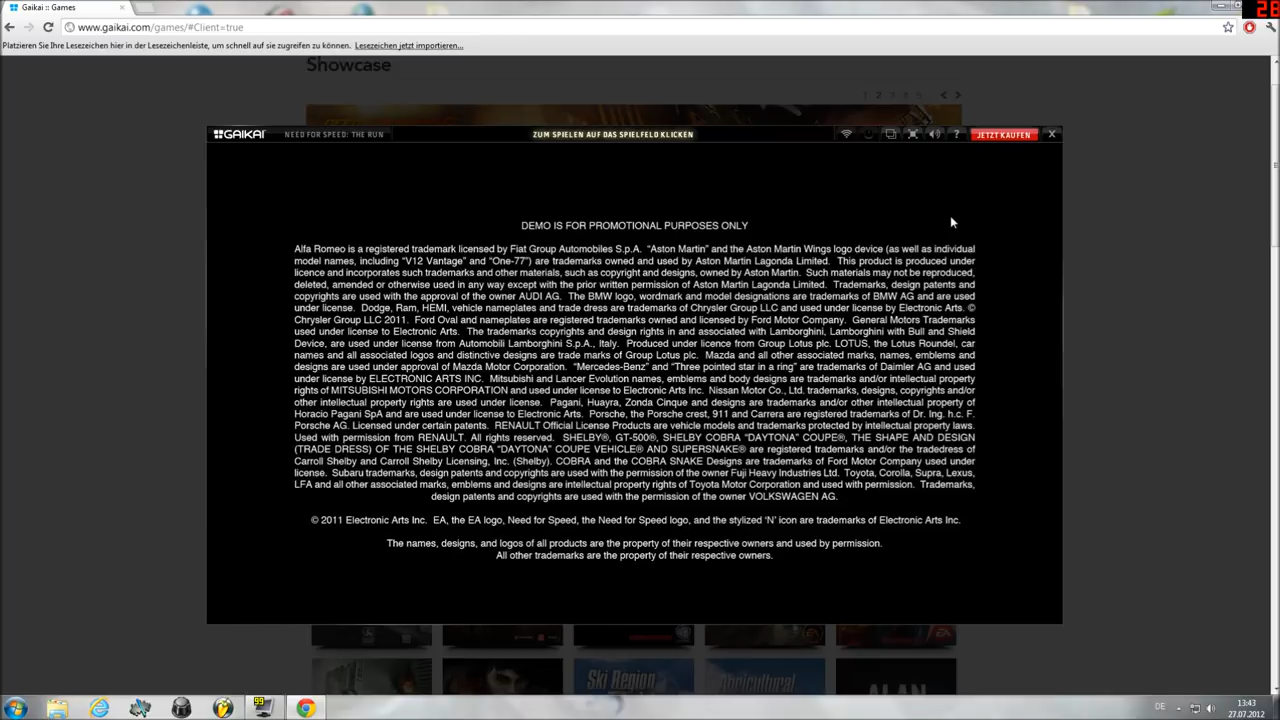 28
Gaikai :: Games
www.gaikai.com/games/#Client=true
Platzieren Sie Ihre Lesezeichen hier in der Lesezeichenleiste, um schnell auf sie zugreifen zu können. Lesezeichen jetzt importieren...
Showcase
1 2 3 4 5
GAIKAI NEED FOR SPEED: THE RUN ZUM SPIELEN AUF DAS SPIELFELD KLICKEN ? JETZT KAUFEN X
DEMO IS FOR PROMOTIONAL PURPOSES ONLY
Alfa Romeo is a registered trademark licensed by Fiat Group Automobiles S.p.A. “Aston Martin” and the Aston Martin Wings logo device (as well as individual
model names, including “V12 Vantage” and “One-77”) are trademarks owned and used by Aston Martin Lagonda Limited. This product is produced under
licence and incorporates such trademarks and other materials, such as copyright and designs, owned by Aston Martin. Such materials may not be reproduced,
deleted, amended or otherwise used in any way except with the prior written permission of Aston Martin Lagonda Limited. Trademarks, design patents and
copyrights are used with the approval of the owner AUDI AG. The BMW logo, wordmark and model designations are trademarks of BMW AG and are used
under license. Dodge, Ram, HEMI, vehicle nameplates and trade dress are trademarks of Chrysler Group LLC and used under license by Electronic Arts. ©
Chrysler Group LLC 2011. Ford Oval and nameplates are registered trademarks owned and licensed by Ford Motor Company. General Motors Trademarks
used under license to Electronic Arts. The trademarks copyrights and design rights in and associated with Lamborghini, Lamborghini with Bull and Shield
Device, are used under license from Automobili Lamborghini S.p.A., Italy. Produced under licence from Group Lotus plc. LOTUS, the Lotus Roundel, car
names and all associated logos and distinctive designs are trade marks of Group Lotus plc. Mazda and all other associated marks, names, emblems and
designs are used under approval of Mazda Motor Corporation. “Mercedes-Benz” and “Three pointed star in a ring” are trademarks of Daimler AG and used
under license by ELECTRONIC ARTS INC. Mitsubishi and Lancer Evolution names, emblems and body designs are trademarks and/or intellectual property
rights of MITSUBISHI MOTORS CORPORATION and used under license to Electronic Arts Inc. Nissan Motor Co., Ltd. trademarks, designs, copyrights and/or
other intellectual property rights are used under license. Pagani, Huayra, Zonda Cinque and designs are trademarks and/or other intellectual property of
Horacio Pagani SpA and are used under license to Electronic Arts. Porsche, the Porsche crest, 911 and Carrera are registered trademarks of Dr. Ing. h.c. F.
Porsche AG. Licensed under certain patents. RENAULT Official License Products are vehicle models and trademarks protected by intellectual property laws.
Used with permission from RENAULT. All rights reserved. SHELBY®, GT-500®, SHELBY COBRA “DAYTONA” COUPE®, THE SHAPE AND DESIGN
(TRADE DRESS) OF THE SHELBY COBRA “DAYTONA” COUPE VEHICLE® AND SUPERSNAKE® are registered trademarks and/or the tradedress of
Carroll Shelby and Carroll Shelby Licensing, Inc. (Shelby). COBRA and the COBRA SNAKE Designs are trademarks of Ford Motor Company used under
license. Subaru trademarks, design patents and copyrights are used with the permission of the owner Fuji Heavy Industries Ltd. Toyota, Corolla, Supra, Lexus,
LFA and all other associated marks, emblems and designs are intellectual property rights of Toyota Motor Corporation and used with permission. Trademarks,
design patents and copyrights are used with the permission of the owner VOLKSWAGEN AG.
© 2011 Electronic Arts Inc. EA, the EA logo, Need for Speed, the Need for Speed logo, and the stylized ‘N’ icon are trademarks of Electronic Arts Inc.
The names, designs, and logos of all products are the property of their respective owners and used by permission.
All other trademarks are the property of their respective owners.
Ski Region
Agricultural
ALAN
99
DE
13:43
27.07.2012